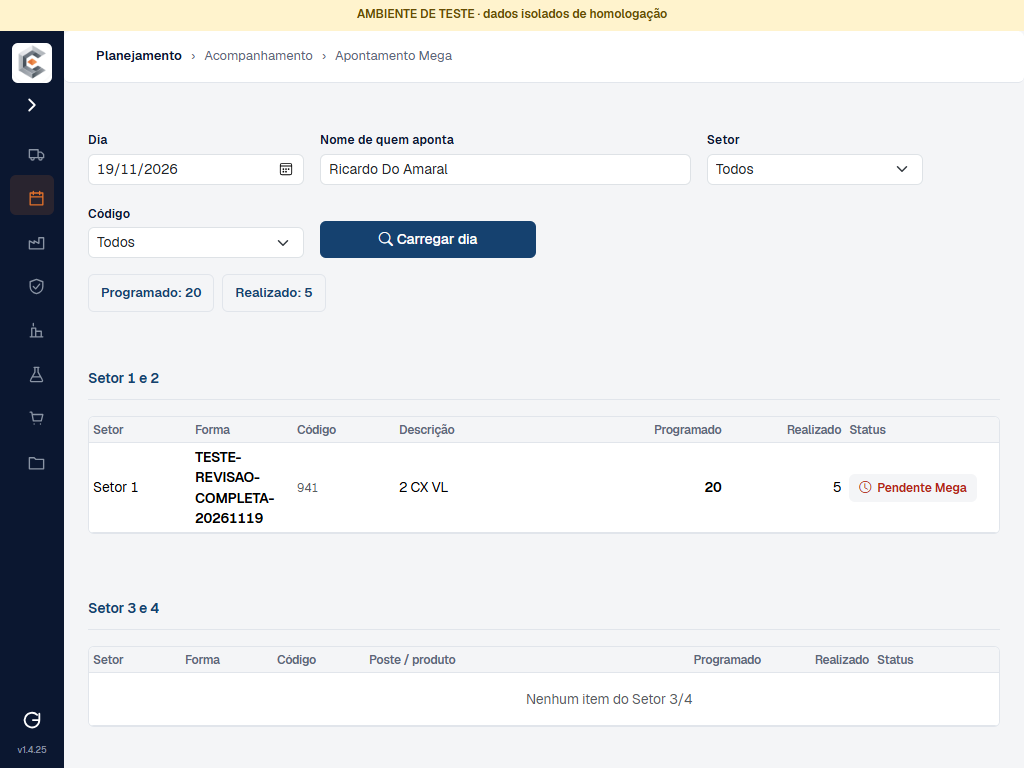 AMBIENTE DE TESTE · dados isolados de homologação
Planejamento › Acompanhamento › Apontamento Mega
Dia Nome de quem aponta Setor
19/11/2026 Ricardo Do Amaral Todos
Código
Todos Carregar dia
Programado: 20 Realizado: 5
Setor 1 e 2
Setor Forma Código Descrição Programado Realizado Status
TESTE-
REVISAO-
Setor 1 941 2 CX VL 20 5 Pendente Mega
COMPLETA-
20261119
Setor 3 e 4
Setor Forma Código Poste / produto Programado Realizado Status
Nenhum item do Setor 3/4
v1.4.25